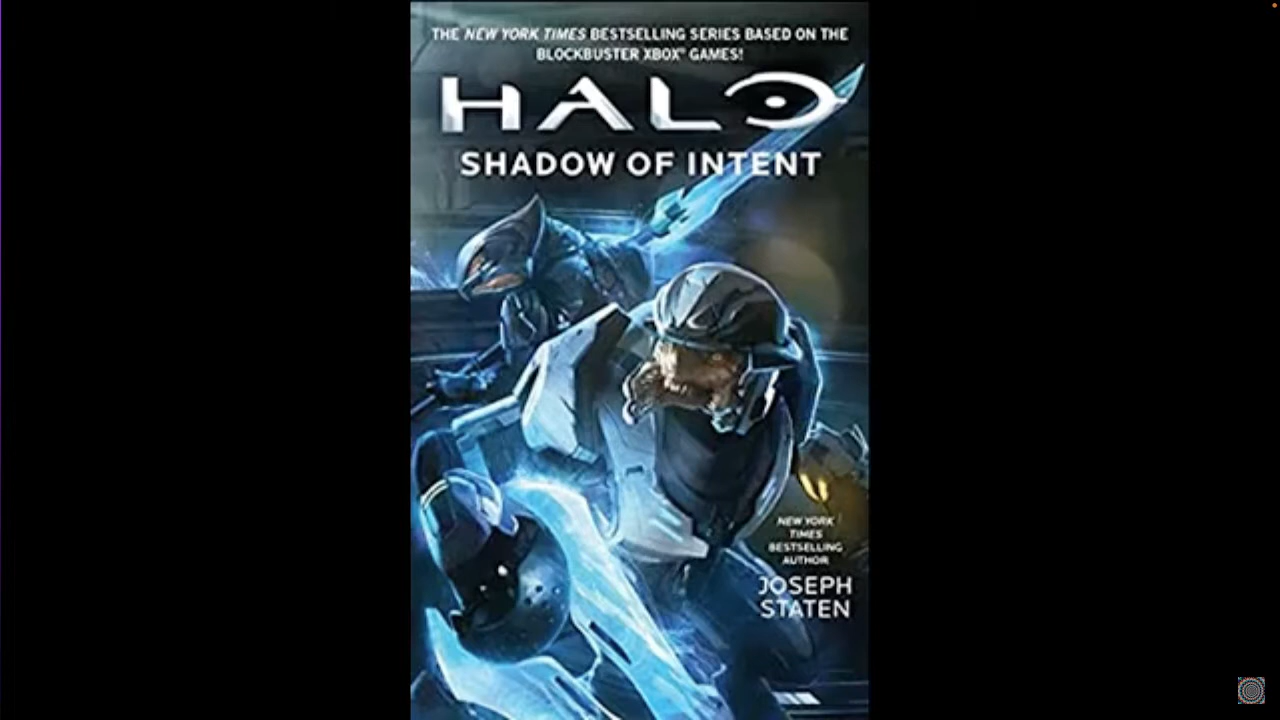 THE NEW YORK TIMES BESTSELLING SERIES BASED ON THE
BLOCKBUSTER XBOX® GAMES!
HALO
SHADOW OF INTENT
NEW YORK
TIMES
BESTSELLING
AUTHOR
JOSEPH
STATEN